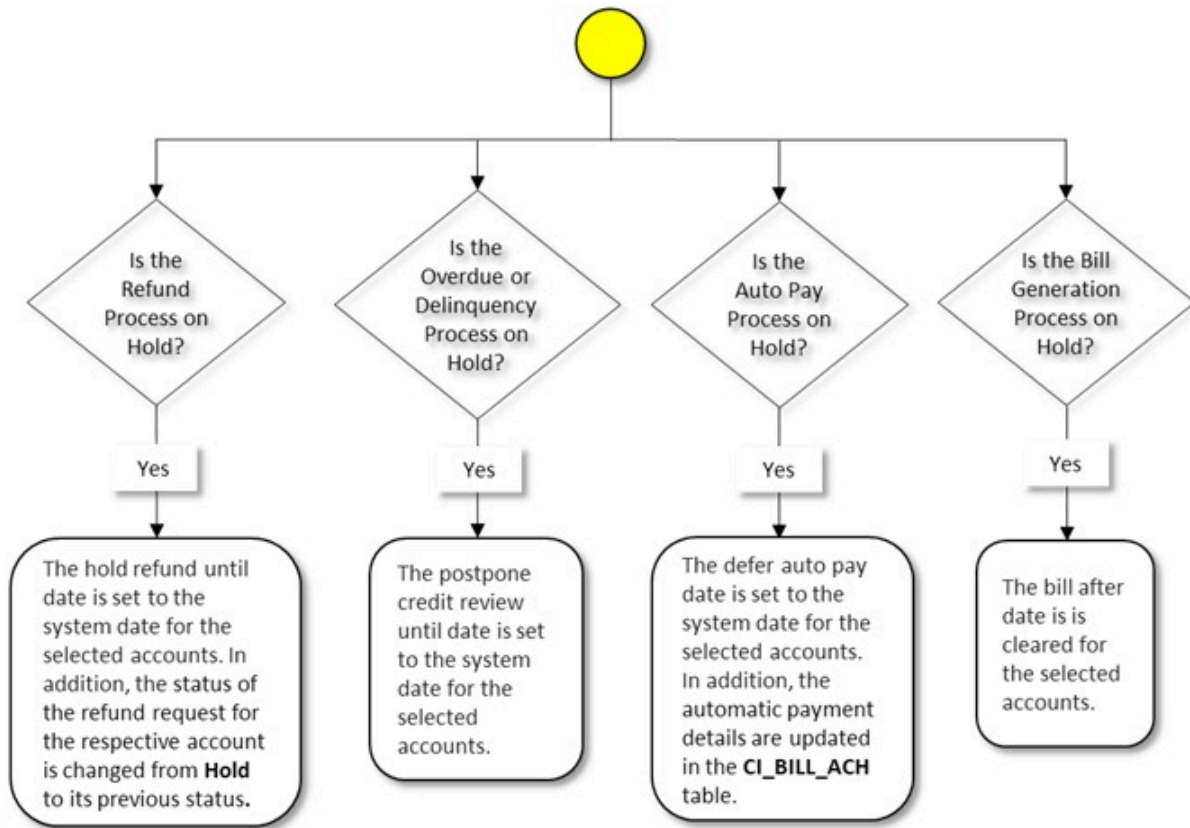 Is the
Refund
Process on
Hold?
Is the
Overdue or
Delinquency
Process on
Hold?
Is the
Auto Pay
Process on
Hold?
Is the Bill
Generation
Process on
Hold?
Yes
Yes
Yes
Yes
The hold refund until
date is set to the
system date for the
selected accounts. In
addition, the status of
the refund request for
the respective account
is changed from Hold
to its previous status.
The postpone
credit review
until date is set
to the system
date for the
selected
accounts.
The defer auto pay
date is set to the
system date for the
selected accounts.
In addition, the
automatic payment
details are updated
in the CI_BILL_ACH
table.
The bill after
date is is
cleared for
the selected
accounts.